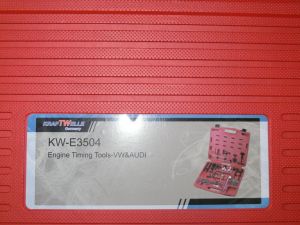 KRAFTWELLE
Germany
KW-E3504
Engine Timing Tools-VW&AUDI